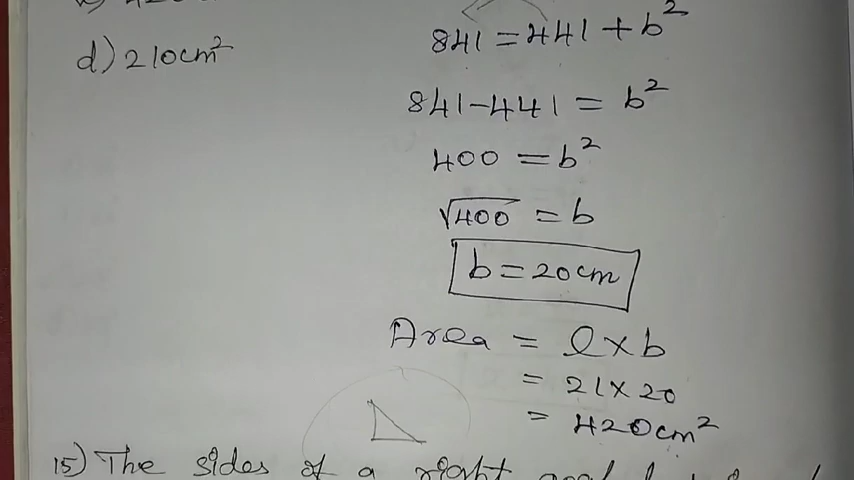 841 = 441 + b²
d) 210cm²
841 - 441 = b²
400 = b²
√400 = b
b = 20cm
Area = l × b
= 21 × 20
= 420cm²
15) The sides of a right